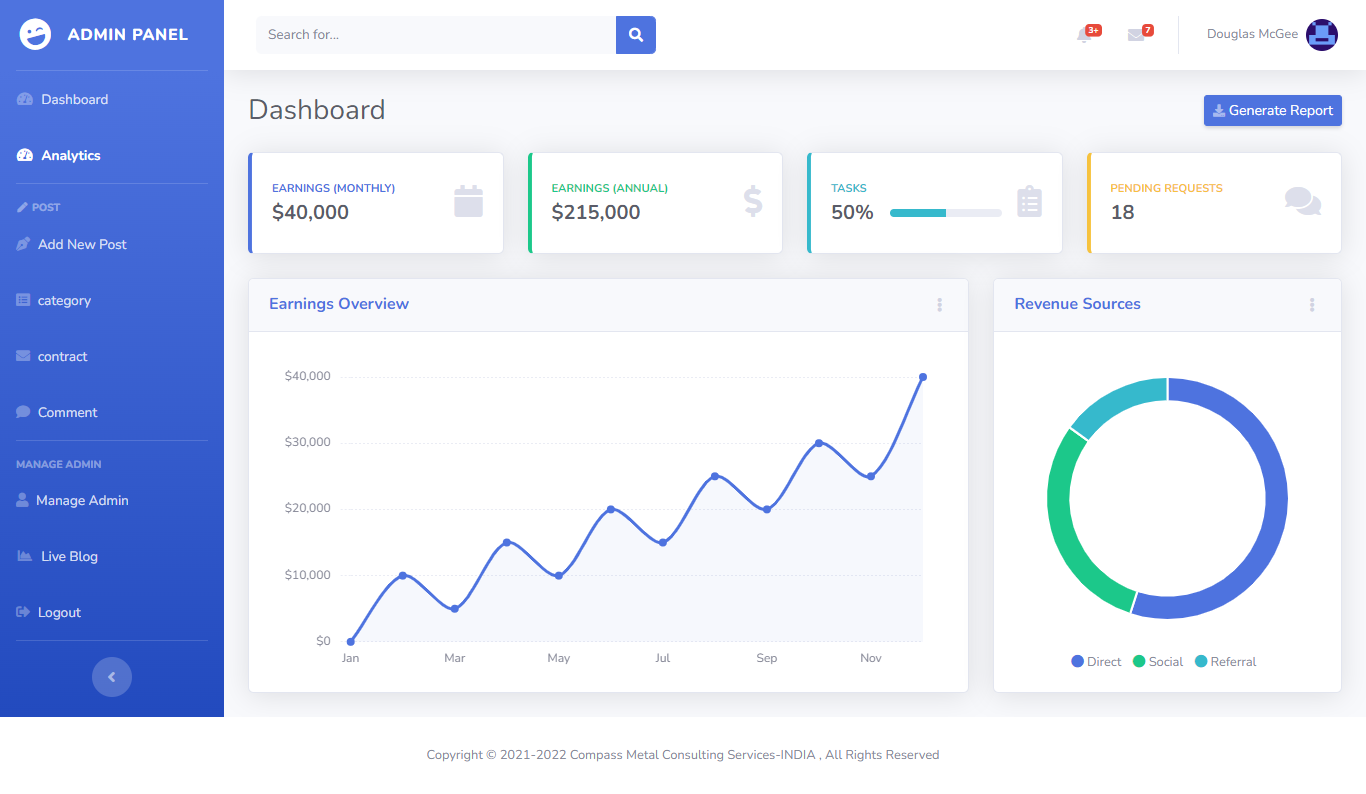 ADMIN PANEL
Dashboard
Analytics
POST
Add New Post
category
contract
Comment
MANAGE ADMIN
Manage Admin
Live Blog
Logout
Search for...
3+
7
Douglas McGee
Dashboard
Generate Report
EARNINGS (MONTHLY)
$40,000
EARNINGS (ANNUAL)
$215,000
TASKS
50%
PENDING REQUESTS
18
Earnings Overview
$40,000
$30,000
$20,000
$10,000
$0
Jan Mar May Jul Sep Nov
Revenue Sources
Direct Social Referral
Copyright © 2021-2022 Compass Metal Consulting Services-INDIA , All Rights Reserved